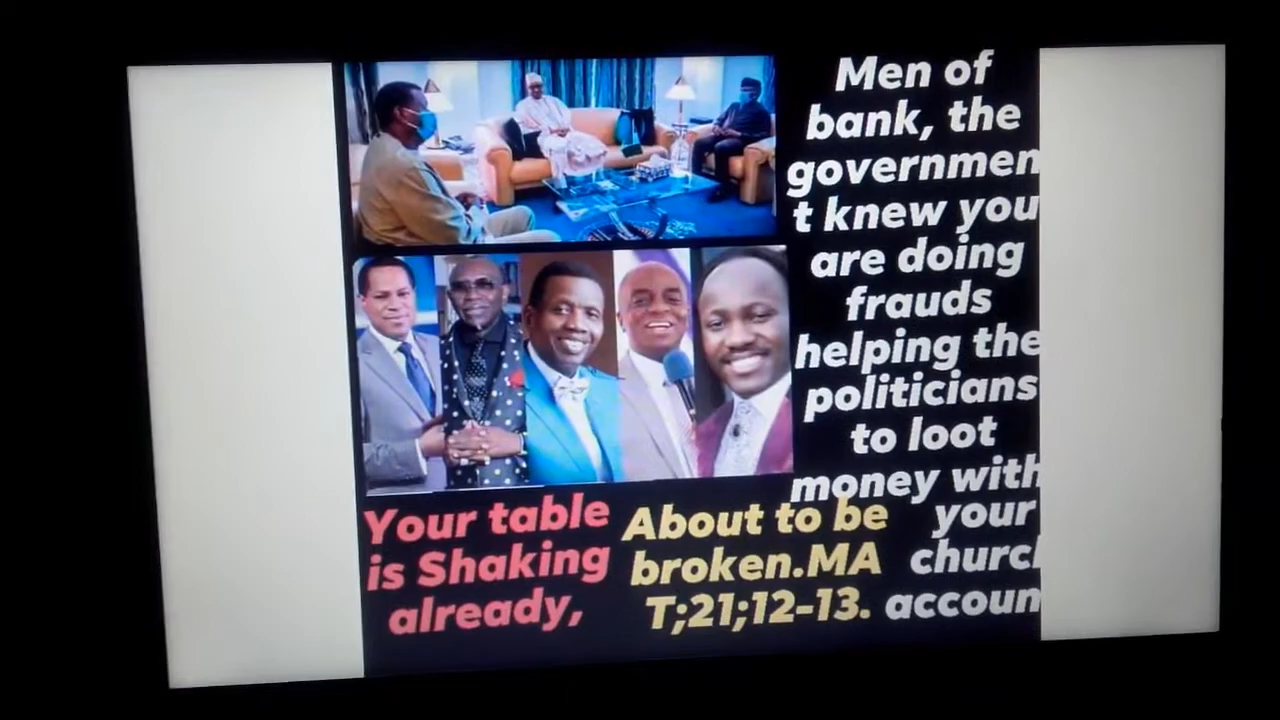 Men of
bank, the
governmen
t knew you
are doing
frauds
helping the
politicians
to loot
money with
your
church
accoun
Your table
is Shaking
already,
About to be
broken.MA
T;21;12-13.